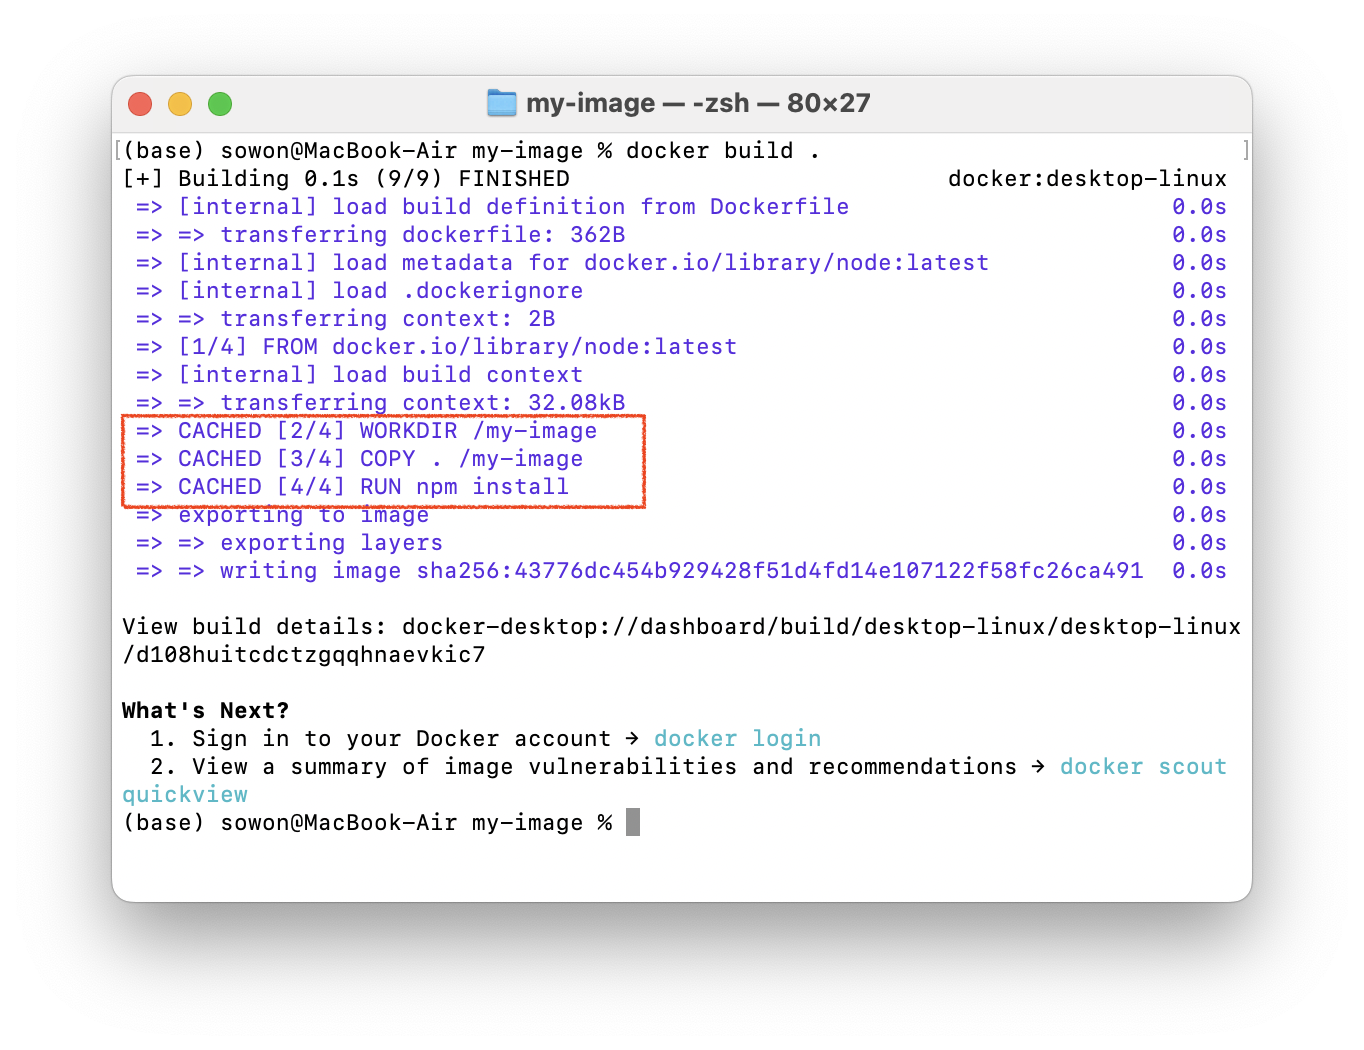 my-image — -zsh — 80×27
(base) sowon@MacBook-Air my-image % docker build .
[+] Building 0.1s (9/9) FINISHED docker:desktop-linux
=> [internal] load build definition from Dockerfile 0.0s
=> => transferring dockerfile: 362B 0.0s
=> [internal] load metadata for docker.io/library/node:latest 0.0s
=> [internal] load .dockerignore 0.0s
=> => transferring context: 2B 0.0s
=> [1/4] FROM docker.io/library/node:latest 0.0s
=> [internal] load build context 0.0s
=> => transferring context: 32.08kB 0.0s
=> CACHED [2/4] WORKDIR /my-image 0.0s
=> CACHED [3/4] COPY . /my-image 0.0s
=> CACHED [4/4] RUN npm install 0.0s
=> exporting to image 0.0s
=> => exporting layers 0.0s
=> => writing image sha256:43776dc454b929428f51d4fd14e107122f58fc26ca491 0.0s
View build details: docker-desktop://dashboard/build/desktop-linux/desktop-linux
/d108huitcdctzgqqhnaevkic7
What's Next?
1. Sign in to your Docker account → docker login
2. View a summary of image vulnerabilities and recommendations → docker scout
quickview
(base) sowon@MacBook-Air my-image %